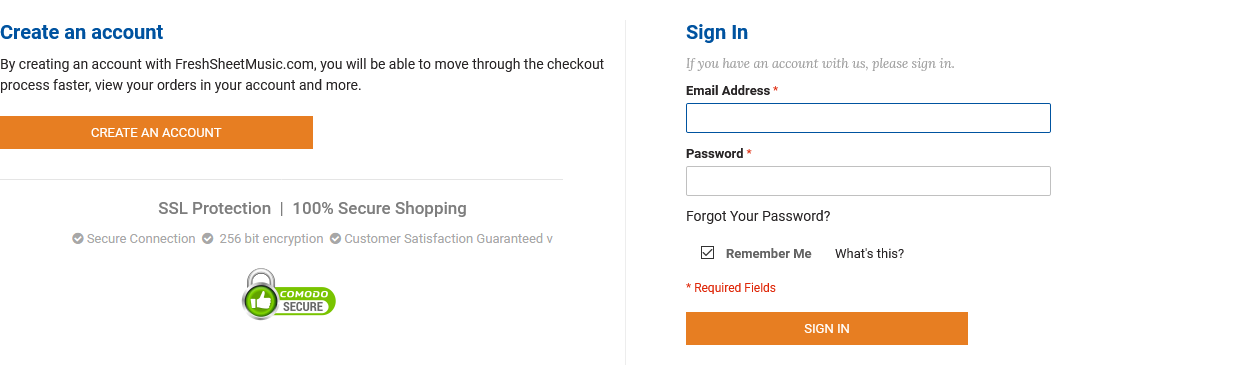 Create an account
By creating an account with FreshSheetMusic.com, you will be able to move through the checkout
process faster, view your orders in your account and more.
CREATE AN ACCOUNT
SSL Protection | 100% Secure Shopping
Secure Connection 256 bit encryption Customer Satisfaction Guaranteed v
COMODO
SECURE
Sign In
If you have an account with us, please sign in.
Email Address *
Password *
Forgot Your Password?
Remember Me What's this?
* Required Fields
SIGN IN